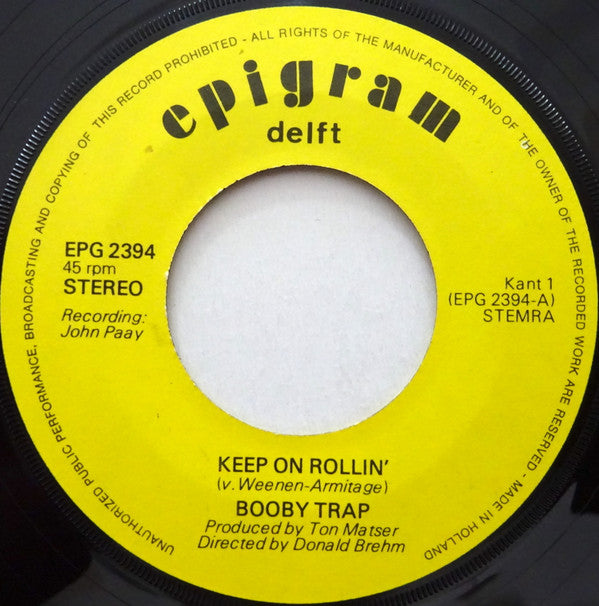 UNAUTHORIZED PUBLIC PERFORMANCE, BROADCASTING AND COPYING OF THIS RECORD PROHIBITED - ALL RIGHTS OF THE MANUFACTURER AND OF THE OWNER OF THE RECORDED WORK ARE RESERVED - MADE IN HOLLAND
epigram
delft
EPG 2394
45 rpm
STEREO
Recording:
John Paay
Kant 1
(EPG 2394-A)
STEMRA
KEEP ON ROLLIN'
(v. Weenen-Armitage)
BOOBY TRAP
Produced by Ton Matser
Directed by Donald Brehm